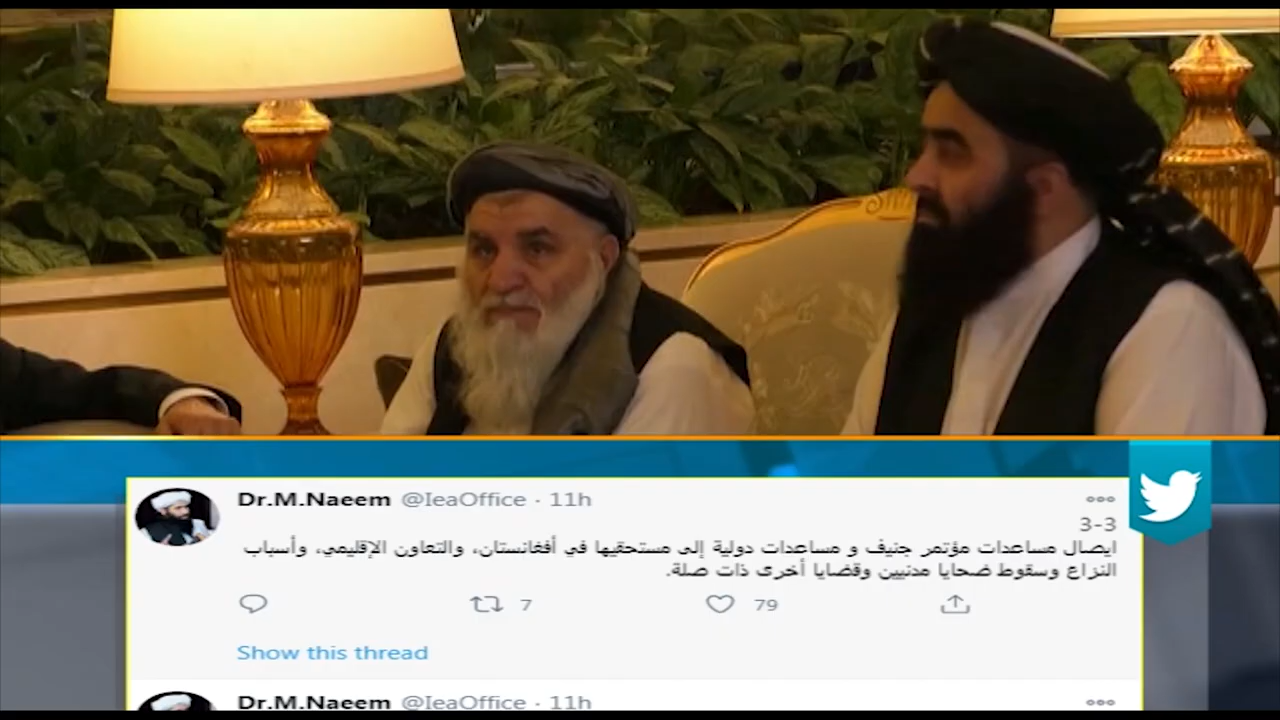 Dr.M.Naeem @IeaOffice · 11h
3-3
ايصال مساعدات مؤتمر جنيف و مساعدات دولية إلى مستحقيها في أفغانستان، والتعاون الإقليمي، وأسباب
النزاع وسقوط ضحايا مدنيين وقضايا أخرى ذات صلة.
7 79
Show this thread
Dr.M.Naeem @IeaOffice · 11h